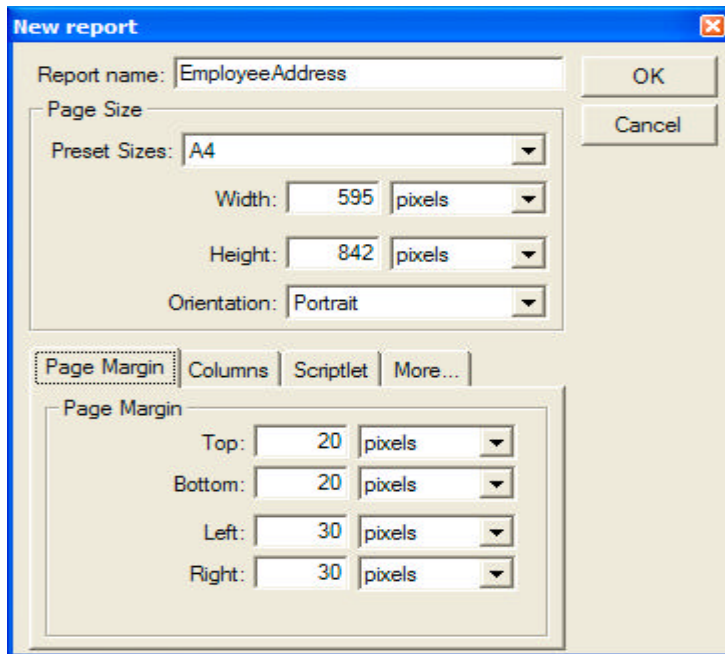 New report
Report name: EmployeeAddress OK
Page Size
Cancel
Preset Sizes: A4
Width: 595 pixels
Height: 842 pixels
Orientation: Portrait
Page Margin Columns Scriptlet More...
Page Margin
Top: 20 pixels
Bottom: 20 pixels
Left: 30 pixels
Right: 30 pixels